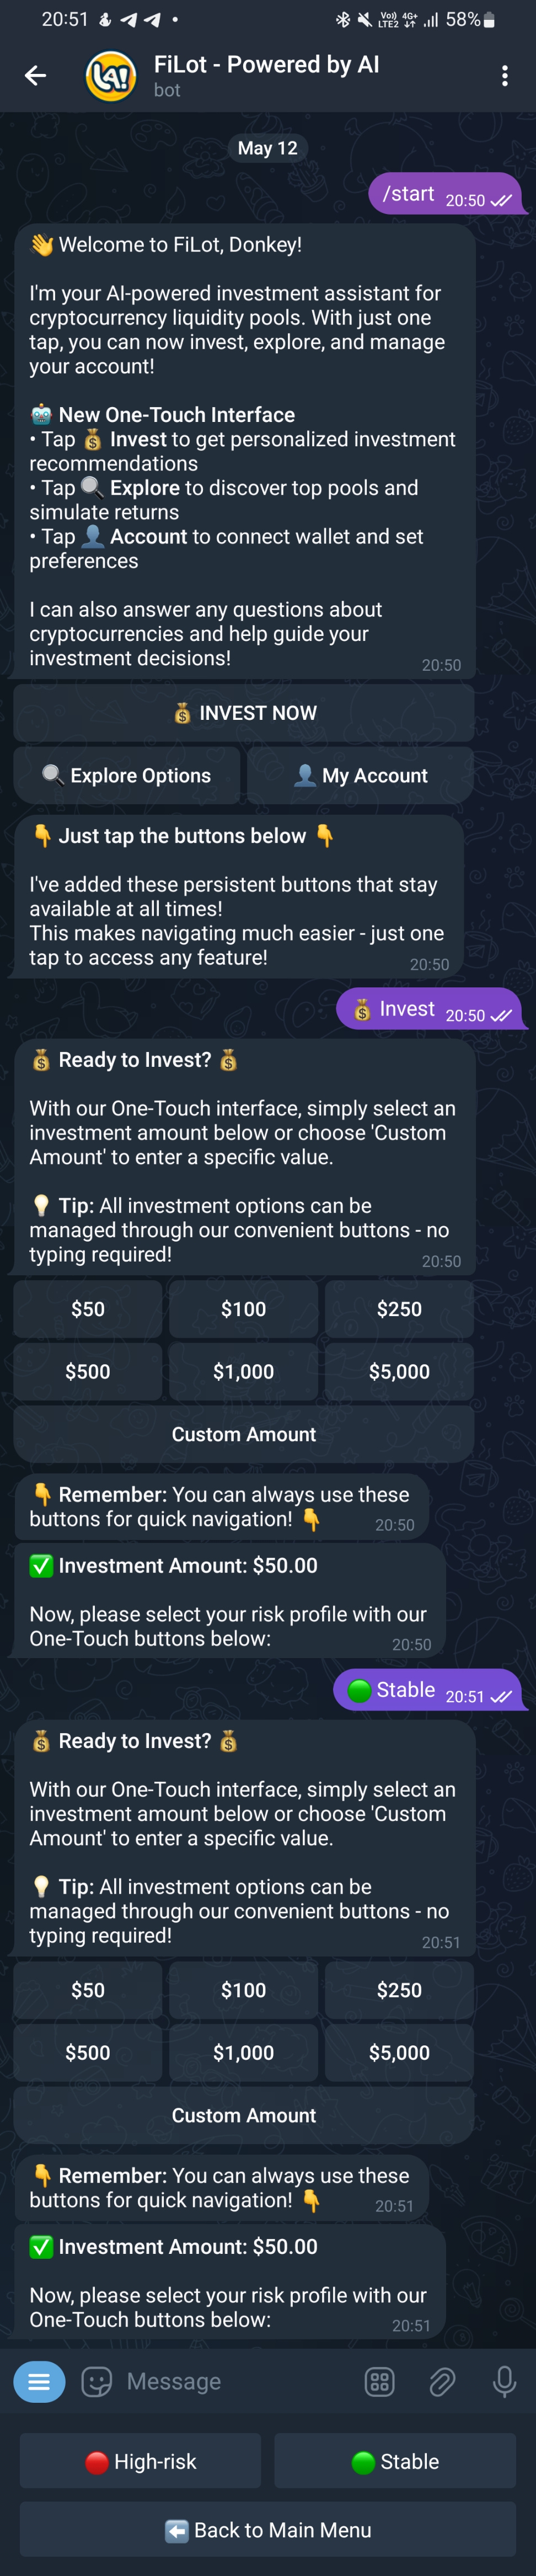 20:51
Vo)) LTE2 4G+ 58%
FiLot - Powered by AI
LA!
bot
May 12
/start 20:50
👋 Welcome to FiLot, Donkey!
I'm your AI-powered investment assistant for
cryptocurrency liquidity pools. With just one
tap, you can now invest, explore, and manage
your account!
🤖 New One-Touch Interface
• Tap 💰 Invest to get personalized investment
recommendations
• Tap 🔍 Explore to discover top pools and
simulate returns
• Tap 👤 Account to connect wallet and set
preferences
I can also answer any questions about
cryptocurrencies and help guide your
investment decisions! 20:50
💰 INVEST NOW
🔍 Explore Options 👤 My Account
👇 Just tap the buttons below 👇
I've added these persistent buttons that stay
available at all times!
This makes navigating much easier - just one
tap to access any feature! 20:50
💰 Invest 20:50
💰 Ready to Invest? 💰
With our One-Touch interface, simply select an
investment amount below or choose 'Custom
Amount' to enter a specific value.
💡 Tip: All investment options can be
managed through our convenient buttons - no
typing required! 20:50
$50 $100 $250
$500 $1,000 $5,000
Custom Amount
👇 Remember: You can always use these
buttons for quick navigation! 👇 20:50
✅ Investment Amount: $50.00
Now, please select your risk profile with our
One-Touch buttons below: 20:50
🟢 Stable 20:51
💰 Ready to Invest? 💰
With our One-Touch interface, simply select an
investment amount below or choose 'Custom
Amount' to enter a specific value.
💡 Tip: All investment options can be
managed through our convenient buttons - no
typing required! 20:51
$50 $100 $250
$500 $1,000 $5,000
Custom Amount
👇 Remember: You can always use these
buttons for quick navigation! 👇 20:51
✅ Investment Amount: $50.00
Now, please select your risk profile with our
One-Touch buttons below: 20:51
Message
🔴 High-risk 🟢 Stable
⬅️ Back to Main Menu